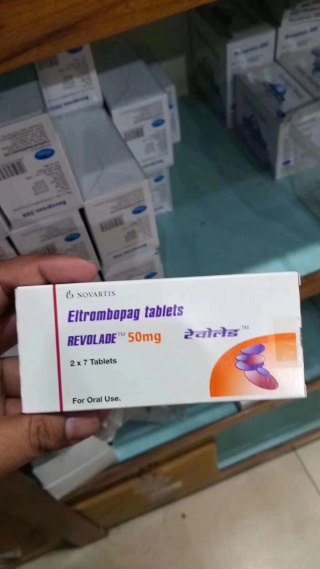 NOVARTIS
Eltrombopag tablets
REVOLADE™ 50mg रेवोलेड™
2 x 7 Tablets
For Oral Use.